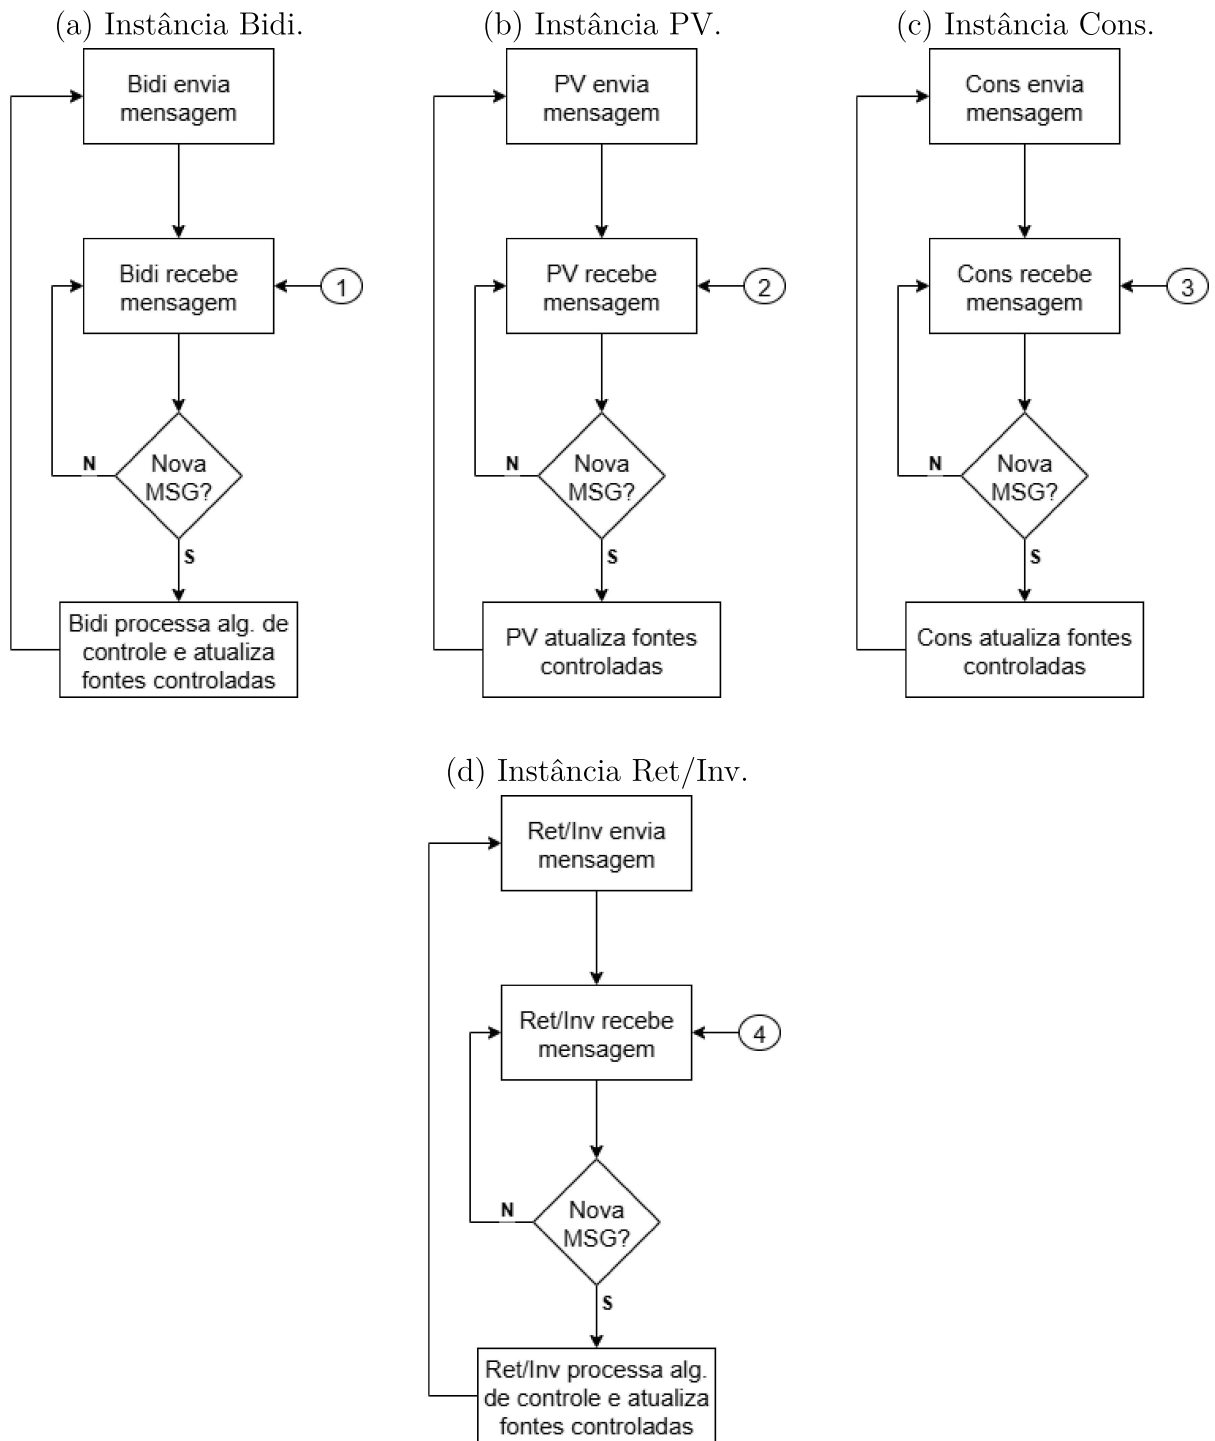 (a) Instância Bidi.
Bidi envia
mensagem
Bidi recebe
mensagem
1
N
Nova
MSG?
S
Bidi processa alg. de
controle e atualiza
fontes controladas
(b) Instância PV.
PV envia
mensagem
PV recebe
mensagem
2
N
Nova
MSG?
S
PV atualiza fontes
controladas
(c) Instância Cons.
Cons envia
mensagem
Cons recebe
mensagem
3
N
Nova
MSG?
S
Cons atualiza fontes
controladas
(d) Instância Ret/Inv.
Ret/Inv envia
mensagem
Ret/Inv recebe
mensagem
4
N
Nova
MSG?
S
Ret/Inv processa alg.
de controle e atualiza
fontes controladas